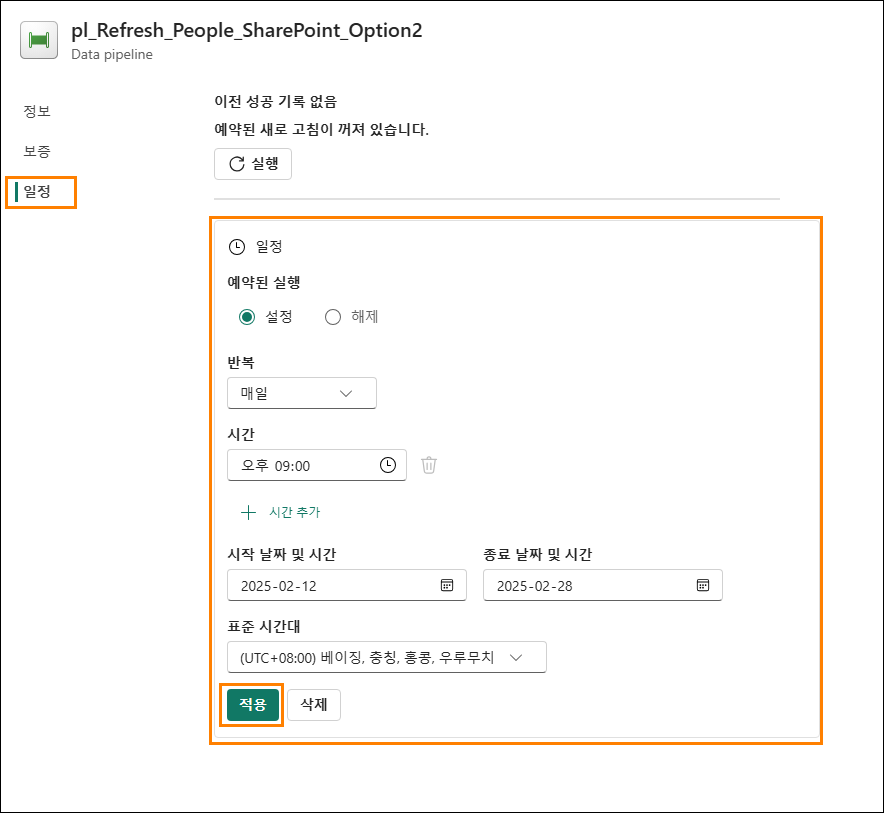 pl_Refresh_People_SharePoint_Option2
Data pipeline
정보
보증
일정
이전 성공 기록 없음
예약된 새로 고침이 꺼져 있습니다.
실행
일정
예약된 실행
설정 해제
반복
매일
시간
오후 09:00
시간 추가
시작 날짜 및 시간 종료 날짜 및 시간
2025-02-12 2025-02-28
표준 시간대
(UTC+08:00) 베이징, 충칭, 홍콩, 우루무치
적용 삭제